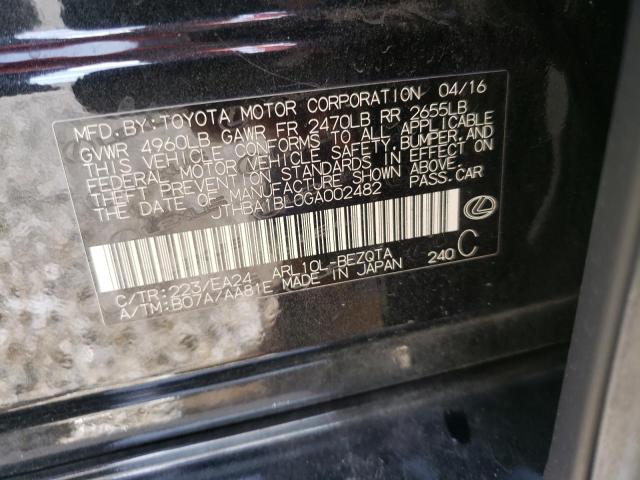 MFD.BY:TOYOTA MOTOR CORPORATION 04/16
GVWR 4960LB GAWR FR 2470LB RR 2655LB
THIS VEHICLE CONFORMS TO ALL APPLICABLE
FEDERAL MOTOR VEHICLE SAFETY,BUMPER,AND
THEFT PREVENTION STANDARDS IN EFFECT ON
THE DATE OF MANUFACTURE.
PASS.CAR
JTHBA1BL0GA002482
C/TR:223/EA24 ARL10L-BEZQTA 240 C
A/TM:B07A/AA81E MADE IN JAPAN